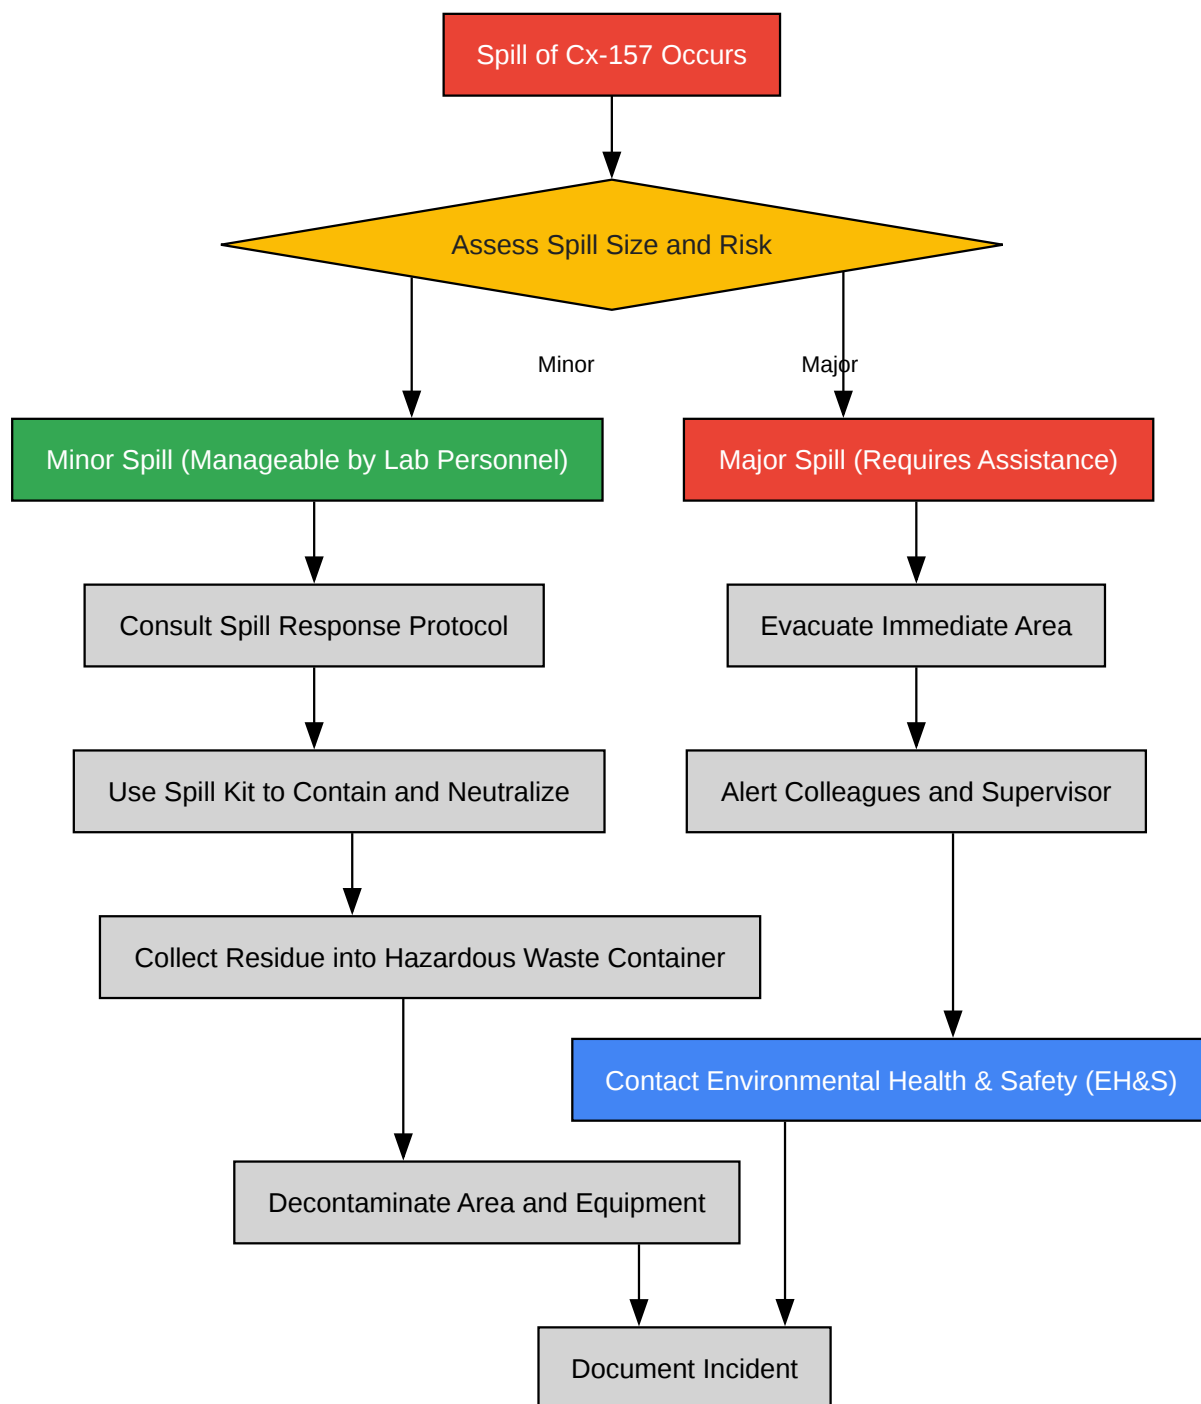 Spill of Cx-157 Occurs
Assess Spill Size and Risk
Minor
Major
Minor Spill (Manageable by Lab Personnel)
Major Spill (Requires Assistance)
Consult Spill Response Protocol
Evacuate Immediate Area
Use Spill Kit to Contain and Neutralize
Alert Colleagues and Supervisor
Collect Residue into Hazardous Waste Container
Contact Environmental Health & Safety (EH&S)
Decontaminate Area and Equipment
Document Incident